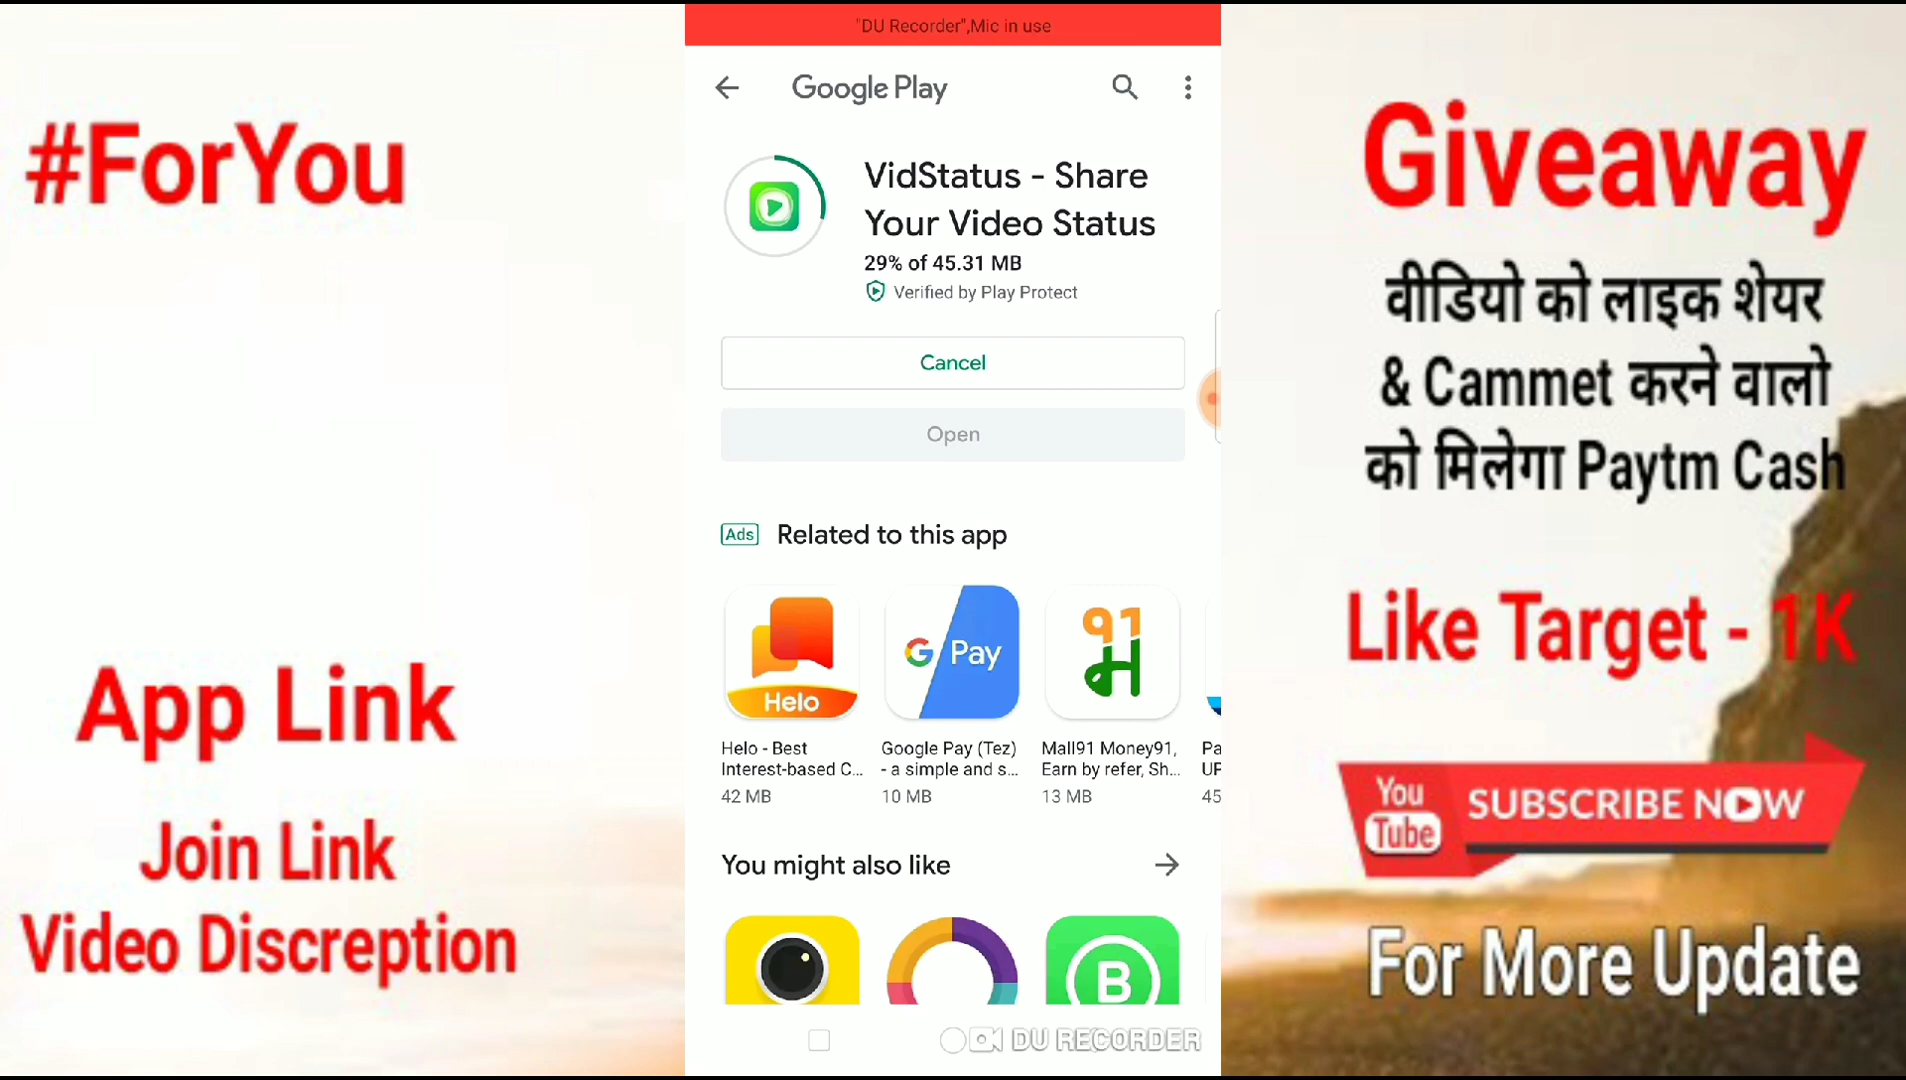 "DU Recorder",Mic in use
Google Play
#ForYou
VidStatus - Share
Your Video Status
29% of 45.31 MB
Verified by Play Protect
Cancel
Open
Ads Related to this app
Helo
G Pay
91
म
Helo - Best
Interest-based C...
42 MB
Google Pay (Tez)
- a simple and s...
10 MB
Mall91 Money91,
Earn by refer, Sh...
13 MB
Pa
UP
45
You might also like
B
DU RECORDER
App Link
Join Link
Video Discreption
Giveaway
वीडियो को लाइक शेयर
& Cammet करने वालो
को मिलेगा Paytm Cash
Like Target - 1K
You
Tube
SUBSCRIBE NOW
For More Update